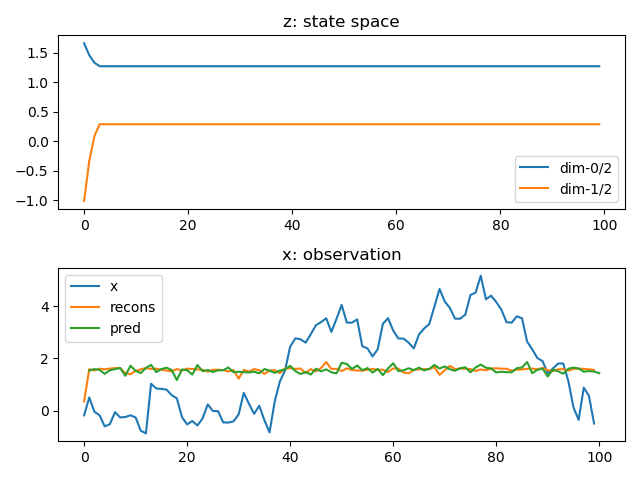 z: state space
1.5
1.0
0.5
0.0
−0.5
−1.0
dim-0/2
dim-1/2
0 20 40 60 80 100
x: observation
x
recons
pred
4
2
0
0 20 40 60 80 100